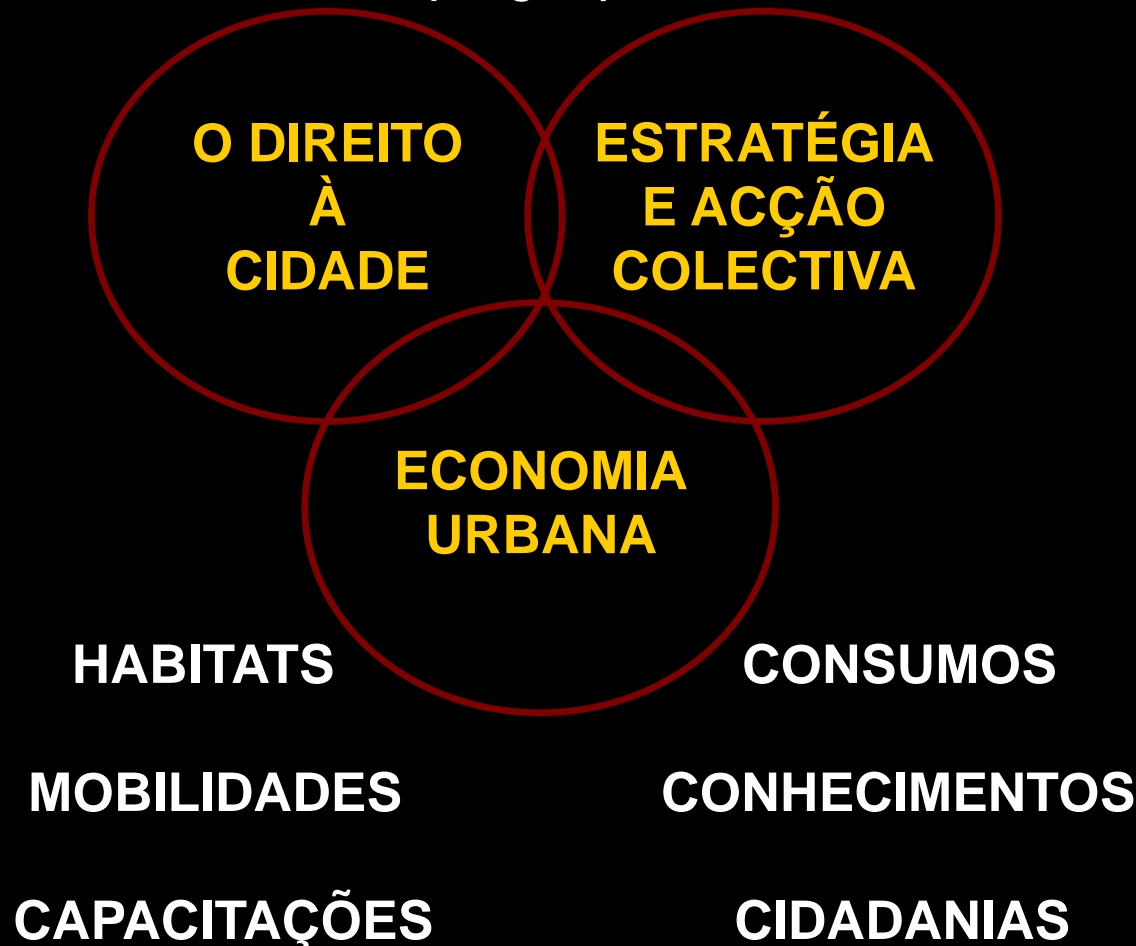 O DIREITO
À
CIDADE
ESTRATÉGIA
E ACÇÃO
COLECTIVA
ECONOMIA
URBANA
HABITATS
CONSUMOS
MOBILIDADES
CONHECIMENTOS
CAPACITAÇÕES
CIDADANIAS